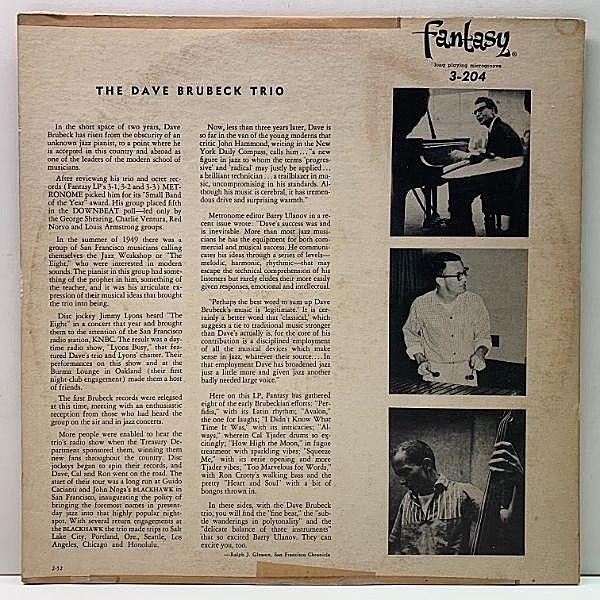 fantasy
long playing microgroove
3-204
THE DAVE BRUBECK TRIO
In the short space of two years, Dave
Brubeck has risen from the obscurity of an
unknown jazz pianist, to a point where he
is accepted in this country and abroad as
one of the leaders of the modern school of
musicians.
After reviewing his trio and octet rec-
ords (Fantasy LP's 3-1, 3-2 and 3-3) MET-
RONOME picked him for its "Small Band
of the Year" award. His group placed fifth
in the DOWNBEAT poll—led only by
the George Shearing, Charlie Ventura, Red
Norvo and Louis Armstrong groups.
In the summer of 1949 there was a
group of San Francisco musicians calling
themselves the Jazz Workshop or "The
Eight," who were interested in modern
sounds. The pianist in this group had some-
thing of the prophet in him, something of
the teacher, and it was his articulate ex-
pression of their musical ideas that brought
the trio into being.
Disc jockey Jimmy Lyons heard "The
Eight" in a concert that year and brought
them to the attention of the San Francisco
radio station, KNBC. The result was a day-
time radio show, "Lyons Busy," that fea-
tured Dave's trio and Lyons' chatter. Their
performances on this show and at the
Burma Lounge in Oakland (their first
night-club engagement) made them a host
of friends.
The first Brubeck records were released
at this time, meeting with an enthusiastic
reception from those who had heard the
group on the air and in jazz concerts.
More people were enabled to hear the
trio's radio show when the Treasury De-
partment sponsored them, winning them
new fans throughout the country. Disc
jockeys began to spin their records, and
Dave, Cal and Ron went on the road. The
start of their tour was a long run at Guido
Cacianti and John Noga's BLACKHAWK in
San Francisco, inaugurating the policy of
bringing the foremost names in present-
day jazz into that highly popular night-
spot. With several return engagements at
the BLACKHAWK the trio made trips to Salt
Lake City, Portland, Ore., Seattle, Los
Angeles, Chicago and Honolulu.
2-52
Now, less than three years later, Dave is
so far in the van of the young moderns that
critic John Hammond, writing in the New
York Daily Compass, calls him . . . "a new
figure in jazz to whom the terms 'progres-
sive' and 'radical' may justly be applied . . .
a brilliant technician . . . a trailblazer in mu-
sic, uncompromising in his standards. Al-
though his music is cerebral, it has tremen-
dous drive and surprising warmth."
Metronome editor Barry Ulanov in a re-
cent issue wrote: "Dave's success was and
is inevitable. More than most jazz musi-
cians he has the equipment for both com-
mercial and musical success. He communi-
cates his ideas through a series of levels—
melodic, harmonic, rhythmic—that may
escape the technical comprehension of his
listeners but rarely elides their more easily
given responses, emotional and intellectual.
"Perhaps the best word to sum up Dave
Brubeck's music is 'legitimate.' It is cer-
tainly a better word than 'classical,' which
suggests a tie to traditional music stronger
than Dave's actually is, for the core of his
contribution is a disciplined employment
of all the musical devices which make
sense in jazz, whatever their source. . . . In
that employment Dave has broadened jazz
just a little more and given jazz another
badly needed large voice."
Here on this LP, Fantasy has gathered
eight of the early Brubeckian efforts: "Per-
fidia," with its Latin rhythm; "Avalon,"
the one for laughs; "I Didn't Know What
Time It Was," with its intricacies; "Al-
ways," wherein Cal Tjader drums so ex-
citingly; "How High the Moon," in fugue
treatment with sparkling vibes; "Squeeze
Me," with its serene opening and more
Tjader vibes; "Too Marvelous for Words,"
with Ron Crotty's walking bass and the
pretty "Heart and Soul" with a bit of
bongos thrown in.
In these sides, with the Dave Brubeck
trio, you will find the "fine beat," the "sub-
tle wanderings in polytonality" and the
"delicate balance of three instruments"
that so excited Barry Ulanov. They can
excite you, too.
—Ralph J. Gleason, San Francisco Chronicle